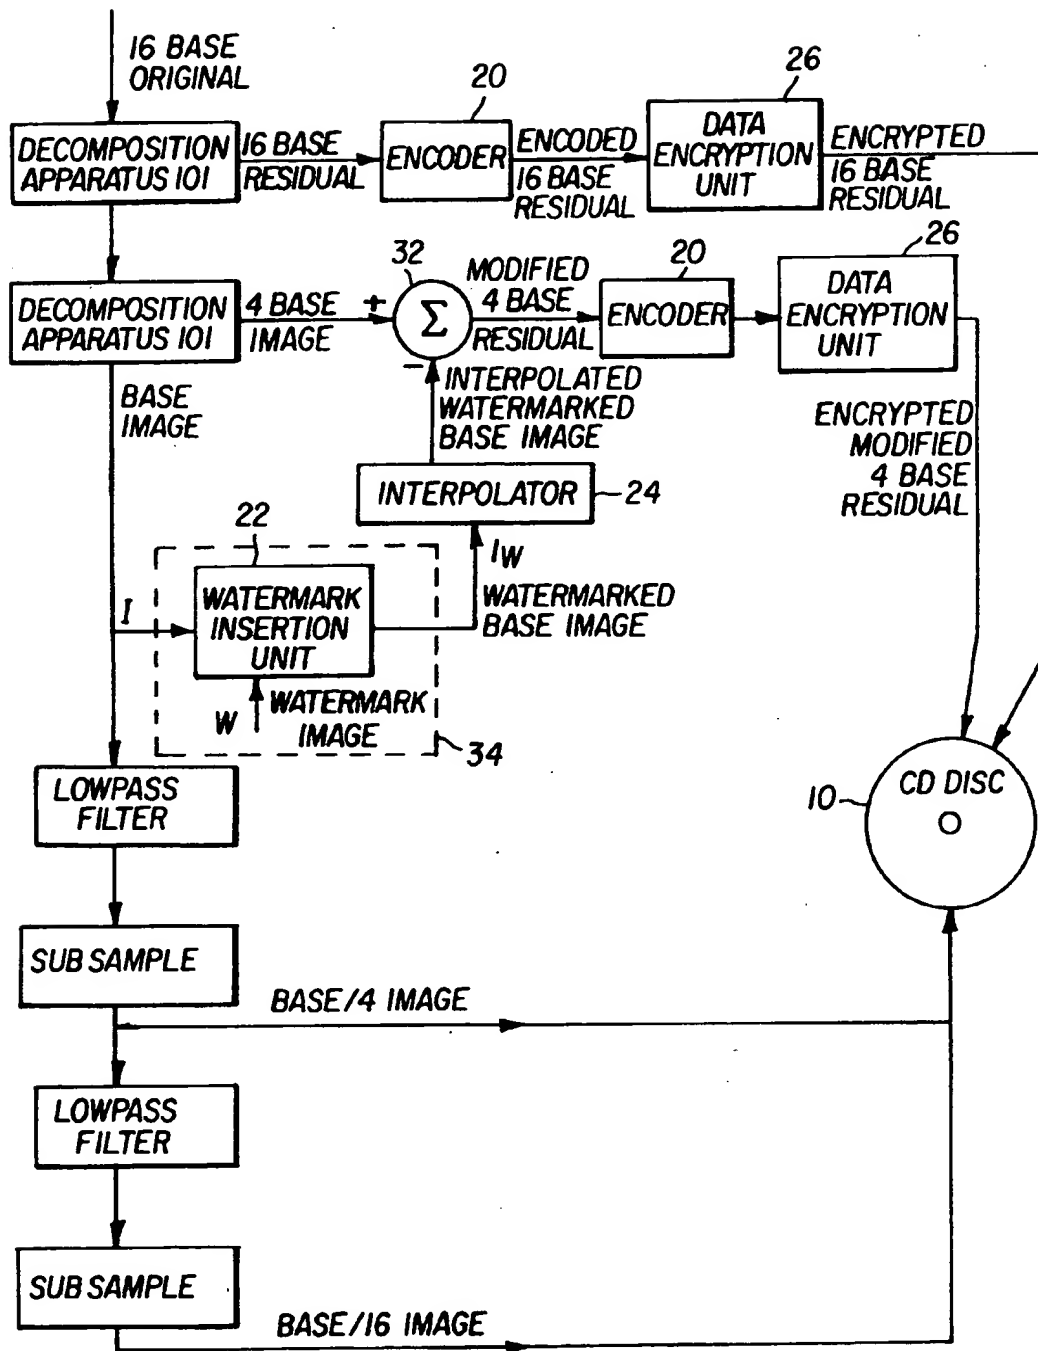 16 BASE
ORIGINAL
20
26
DECOMPOSITION
APPARATUS 101
16 BASE
RESIDUAL
ENCODER
ENCODED
16 BASE
RESIDUAL
DATA
ENCRYPTION
UNIT
ENCRYPTED
16 BASE
RESIDUAL
DECOMPOSITION
APPARATUS 101
4 BASE
IMAGE
+
32
Σ
-
MODIFIED
4 BASE
RESIDUAL
20
ENCODER
26
DATA
ENCRYPTION
UNIT
BASE
IMAGE
INTERPOLATED
WATERMARKED
BASE IMAGE
ENCRYPTED
MODIFIED
4 BASE
RESIDUAL
INTERPOLATOR
24
22
IW
WATERMARKED
BASE IMAGE
I
WATERMARK
INSERTION
UNIT
W
WATERMARK
IMAGE
34
LOWPASS
FILTER
10
CD DISC
SUB SAMPLE
BASE/4 IMAGE
LOWPASS
FILTER
SUB SAMPLE
BASE/16 IMAGE